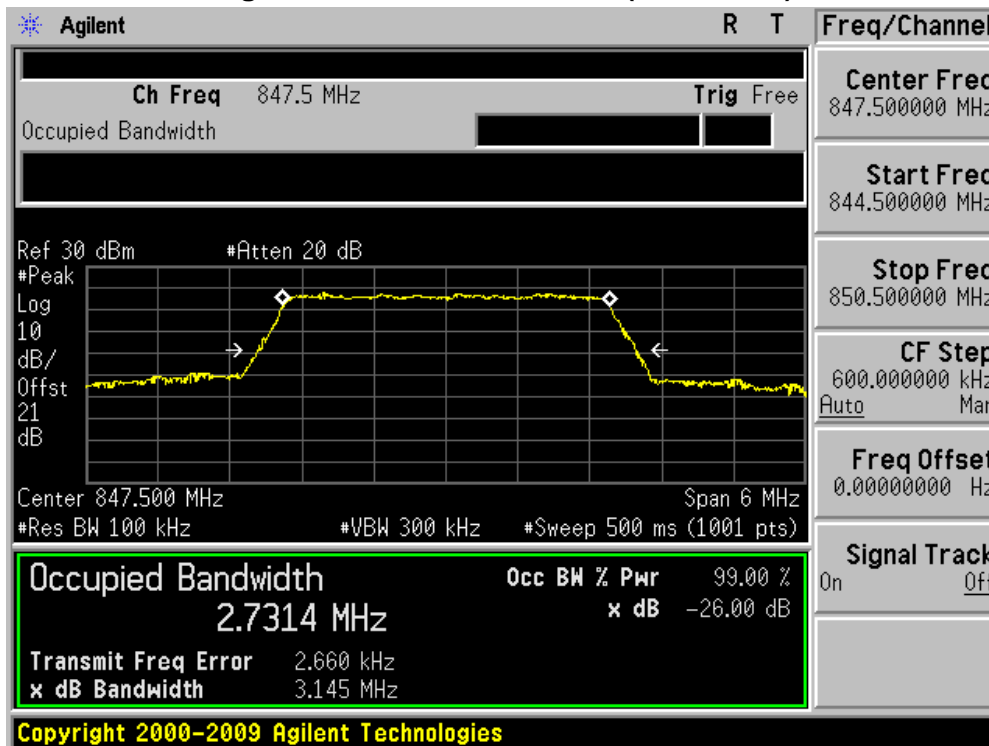 Agilent R T
Freq/Channel
Ch Freq 847.5 MHz Trig Free
Occupied Bandwidth
Center Freq
847.500000 MHz
Start Freq
844.500000 MHz
Stop Freq
850.500000 MHz
CF Step
600.000000 kHz
Auto Man
Freq Offset
0.00000000 Hz
Signal Track
On Off
Ref 30 dBm #Atten 20 dB
#Peak
Log
10
dB/
Offst
21
dB
Center 847.500 MHz Span 6 MHz
#Res BW 100 kHz #VBW 300 kHz #Sweep 500 ms (1001 pts)
Occupied Bandwidth Occ BW % Pwr 99.00 %
2.7314 MHz x dB -26.00 dB
Transmit Freq Error 2.660 kHz
x dB Bandwidth 3.145 MHz
Copyright 2000-2009 Agilent Technologies